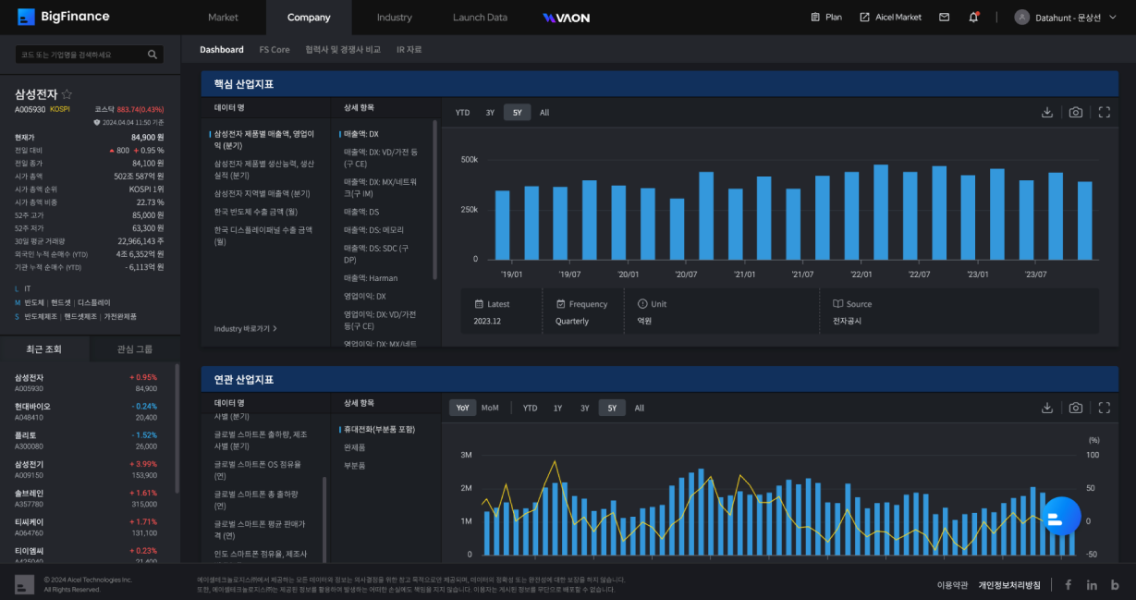 BigFinance
Market Company Industry Launch Data VAON
Plan Aicel Market Datahunt - 문상선
코드 또는 기업명을 검색하세요
Dashboard FS Core 협력사 및 경쟁사 비교 IR 자료
삼성전자
A005930 KOSPI 코스닥 883.74(0.43%)
2024.04.04 11:50 기준
현재가 84,900 원
전일 대비 800 + 0.95 %
전일 종가 84,100 원
시가 총액 502조 587억 원
시가 총액 순위 KOSPI 1위
시가 총액 비중 22.73 %
52주 고가 85,000 원
52주 저가 63,300 원
30일 평균 거래량 22,966,143 주
외국인 누적 순매수 (YTD) 4조 6,352억 원
기관 누적 순매수 (YTD) - 6,113억 원
L IT
M 반도체 | 핸드셋 | 디스플레이
S 반도체제조 | 핸드셋제조 | 가전완제품
최근 조회 관심 그룹
삼성전자 + 0.95%
A005930 84,900
현대바이오 - 0.24%
A048410 20,400
플리토 - 1.52%
A300080 26,000
삼성전기 + 3.99%
A009150 153,900
솔브레인 + 1.61%
A357780 315,000
티씨케이 + 1.71%
A064760 131,100
티이엠씨 + 0.23%
A425040 21,400
핵심 산업지표
데이터 명
삼성전자 제품별 매출액, 영업이
익 (분기)
삼성전자 제품별 생산능력, 생산
실적 (분기)
삼성전자 지역별 매출액 (분기)
한국 반도체 수출 금액 (월)
한국 디스플레이패널 수출 금액
(월)
Industry 바로가기 >
상세 항목
매출액: DX
매출액: DX: VD/가전 등
(구 CE)
매출액: DX: MX/네트워
크(구 IM)
매출액: DS
매출액: DS: 메모리
매출액: DS: SDC (구
DP)
매출액: Harman
영업이익: DX
영업이익: DX: VD/가전
등(구 CE)
영업이익: DX: MX/네트
YTD 3Y 5Y All
500k
250k
0
'19/01 '19/07 '20/01 '20/07 '21/01 '21/07 '22/01 '22/07 '23/01 '23/07
Latest Frequency Unit Source
2023.12 Quarterly 억원 전자공시
연관 산업지표
데이터 명
사별 (분기)
글로벌 스마트폰 출하량, 제조
사별 (분기)
글로벌 스마트폰 OS 점유율
(연)
글로벌 스마트폰 총 출하량
(연)
글로벌 스마트폰 평균 판매가
격 (연)
인도 스마트폰 점유율, 제조사
상세 항목
휴대전화(부분품 포함)
완제품
부분품
YoY MoM YTD 1Y 3Y 5Y All
(%)
3M 100
2M 50
1M 0
0 -50
© 2024 Aicel Technologies Inc.
All Rights Reserved.
에이셀테크놀로지스㈜에서 제공하는 모든 데이터와 정보는 의사결정을 위한 참고 목적으로만 제공되며, 데이터의 정확성 또는 완전성에 대한 보장을 하지 않습니다.
또한, 에이셀테크놀로지스㈜는 제공된 정보를 활용하여 발생하는 어떠한 손실에도 책임을 지지 않습니다. 이용자는 게시된 정보를 무단으로 배포할 수 없습니다.
이용약관 개인정보처리방침